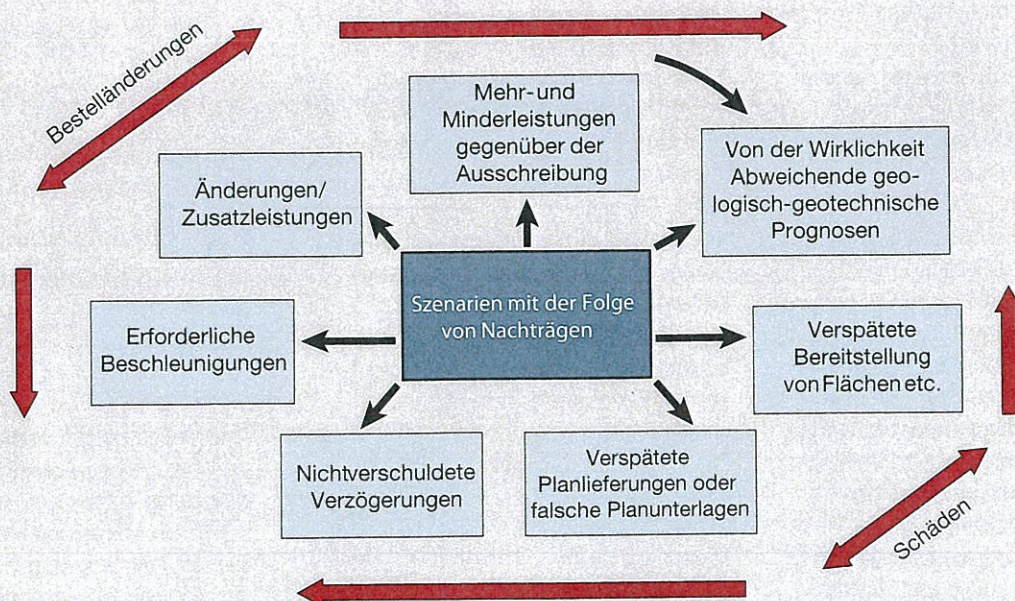 Bestelländerungen
Mehr-und
Minderleistungen
gegenüber der
Ausschreibung
Von der Wirklichkeit
Abweichende geo-
logisch-geotechnische
Prognosen
Änderungen/
Zusatzleistungen
Szenarien mit der Folge
von Nachträgen
Erforderliche
Beschleunigungen
Verspätete
Bereitstellung
von Flächen etc.
Nichtverschuldete
Verzögerungen
Verspätete
Planlieferungen oder
falsche Planunterlagen
Schäden